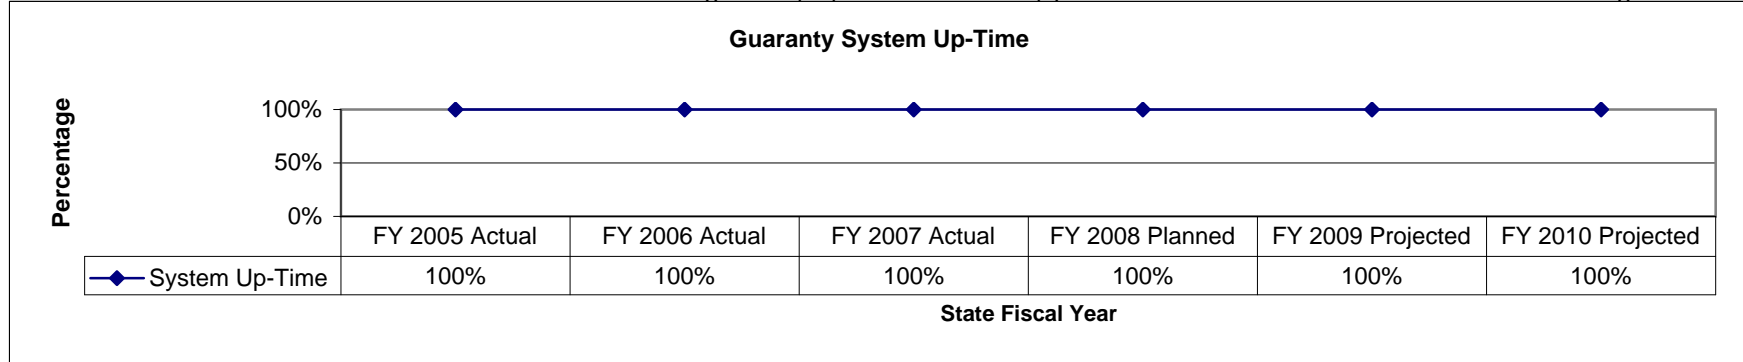 Guaranty System Up-Time
Percentage
100%
50%
0%
FY 2005 Actual FY 2006 Actual FY 2007 Actual FY 2008 Planned FY 2009 Projected FY 2010 Projected
System Up-Time 100% 100% 100% 100% 100% 100%
State Fiscal Year